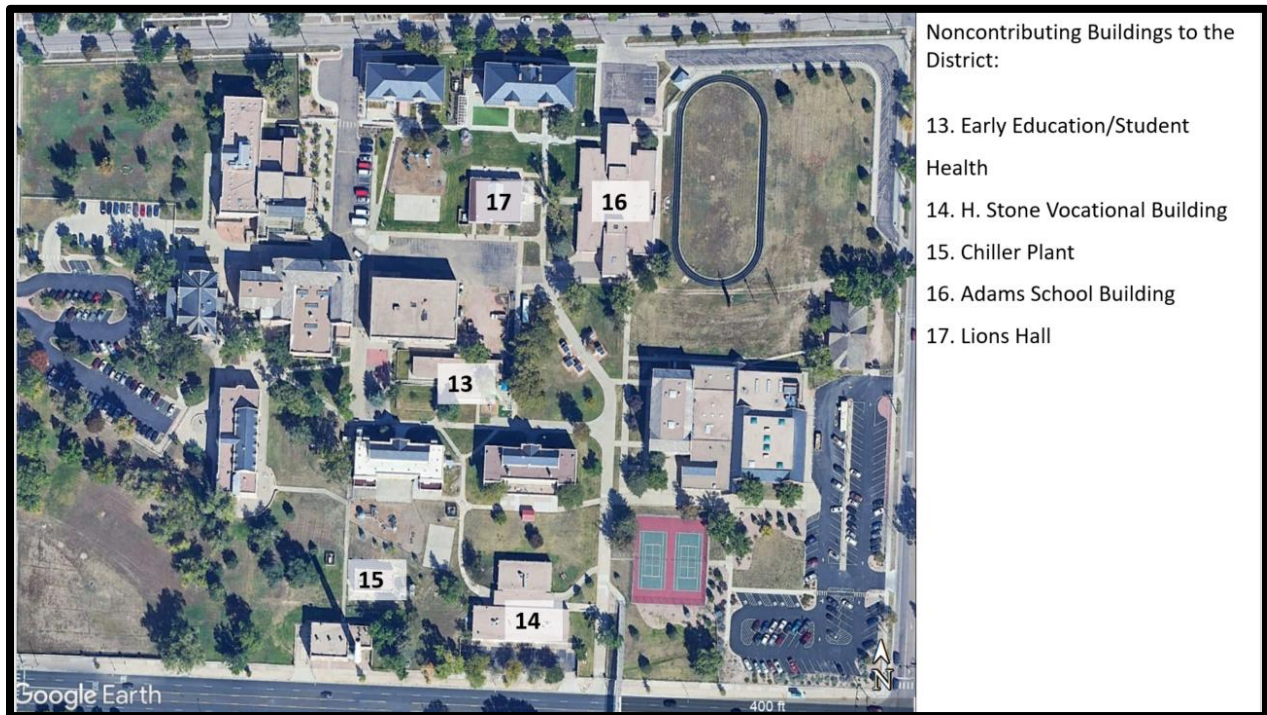 Noncontributing Buildings to the
District:
13. Early Education/Student
Health
14. H. Stone Vocational Building
15. Chiller Plant
16. Adams School Building
17. Lions Hall
17
16
13
15
14
N
Google Earth
400 ft